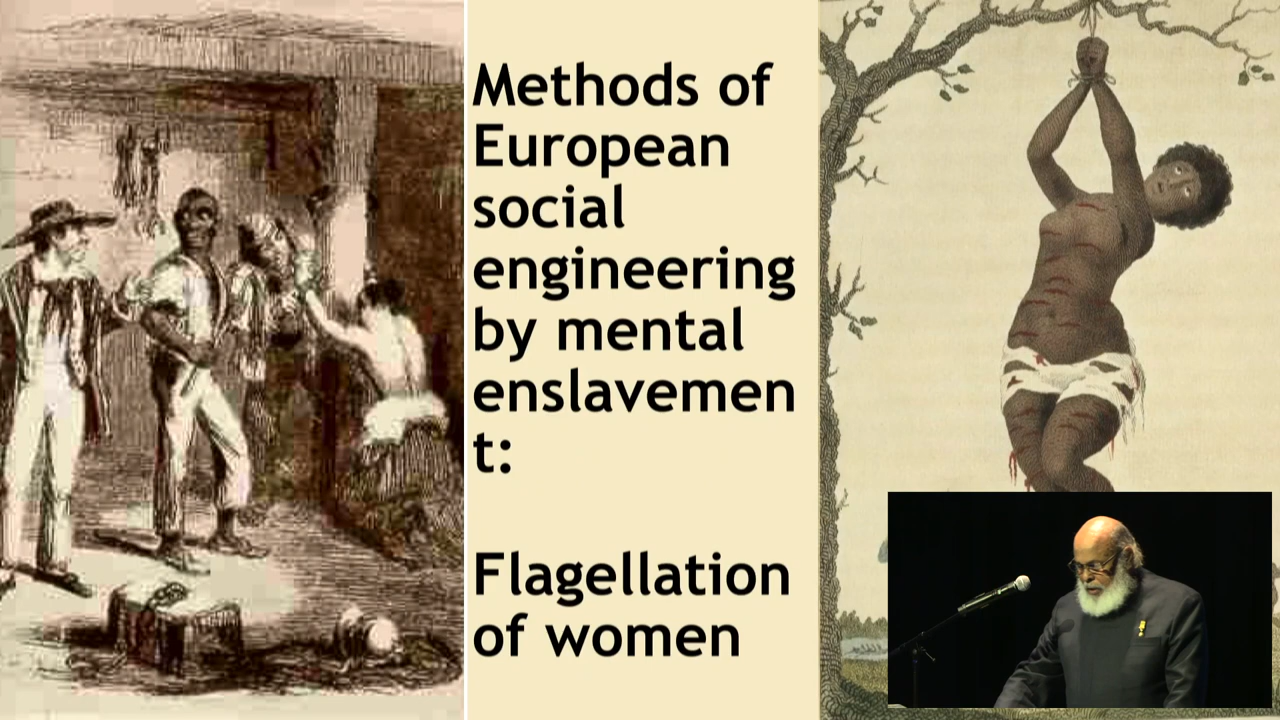 Methods of
European
social
engineering
by mental
enslavemen
t:
Flagellation
of women